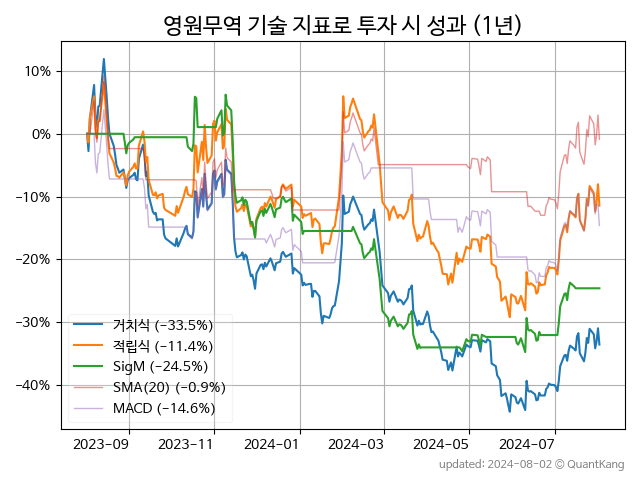 영원무역 기술 지표로 투자 시 성과 (1년)
10%
0%
−10%
−20%
−30%
−40%
거치식 (−33.5%)
적립식 (−11.4%)
SigM (−24.5%)
SMA(20) (−0.9%)
MACD (−14.6%)
2023−09 2023−11 2024−01 2024−03 2024−05 2024−07
updated: 2024−08−02 © QuantKang